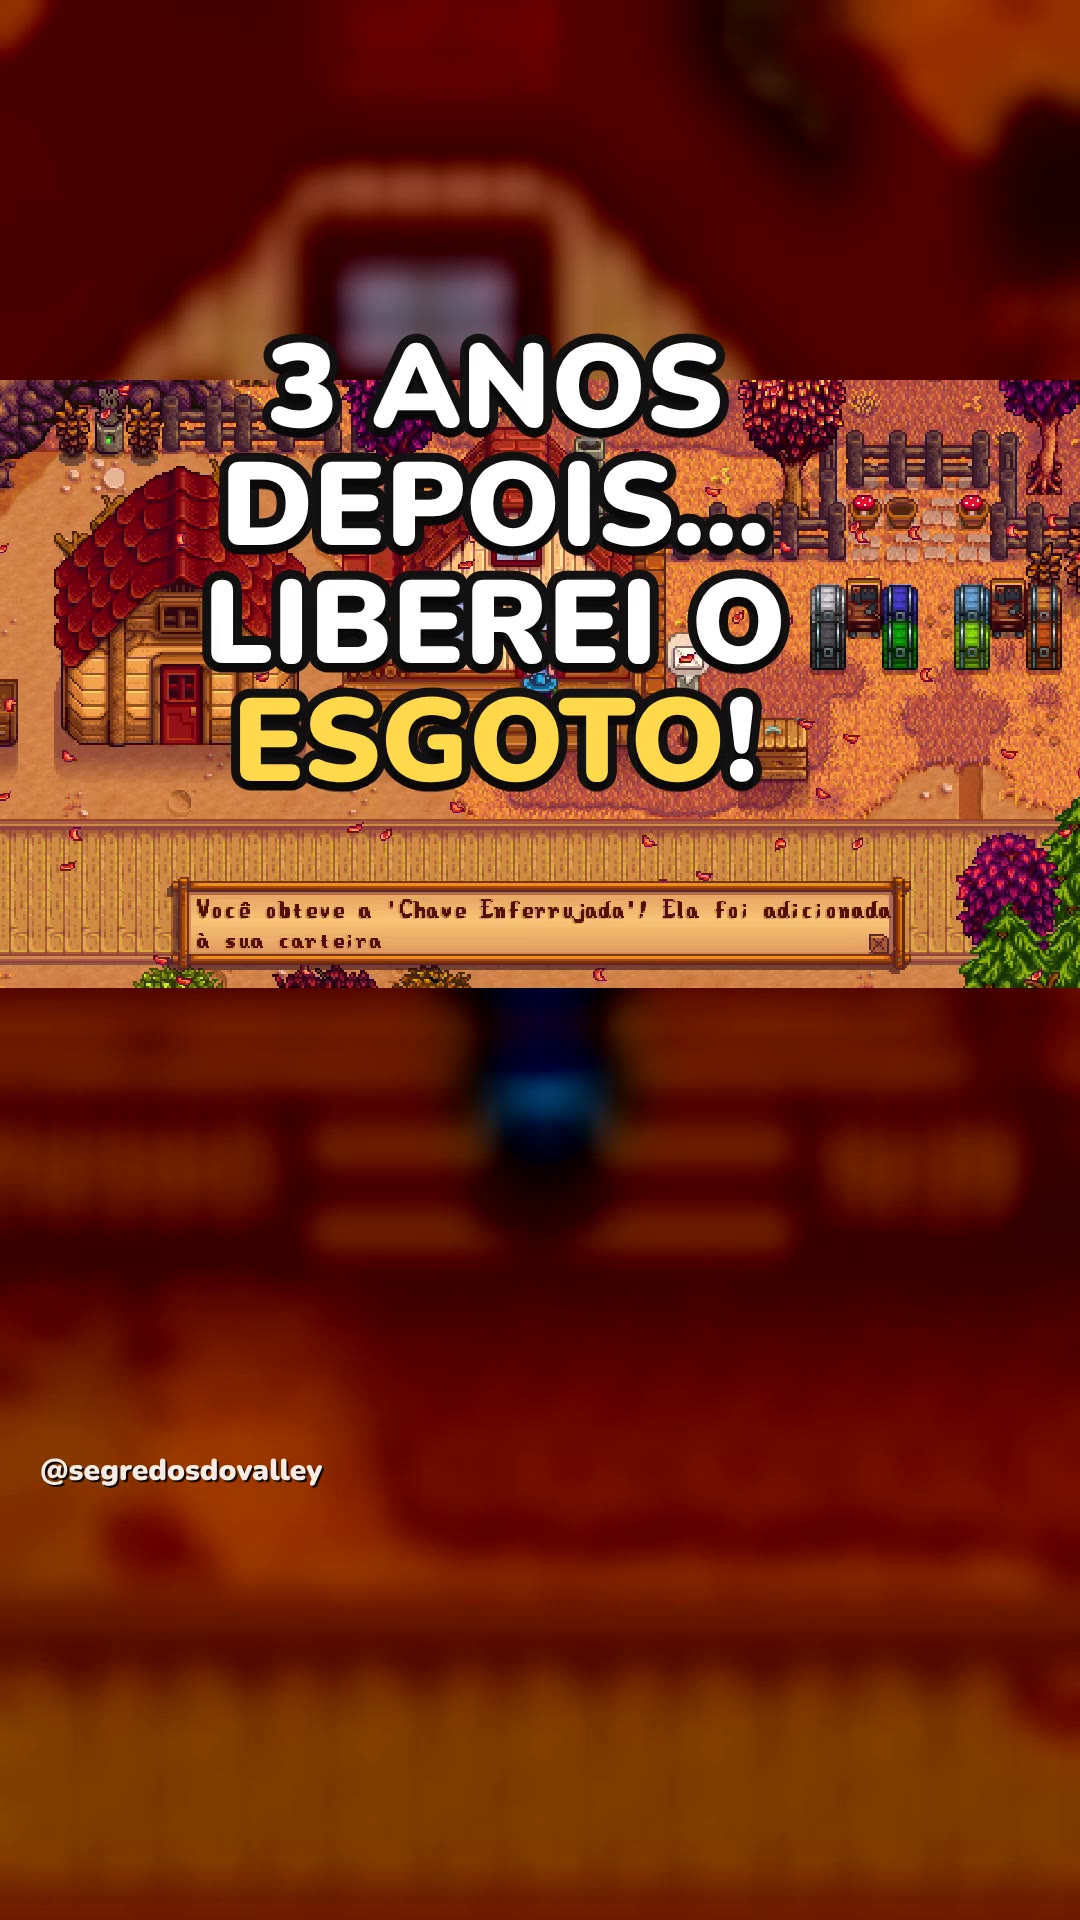 3 ANOS
DEPOIS...
LIBEREI O
ESGOTO!
Você obteve a 'Chave Enferrujada'! Ela foi adicionada
à sua carteira
@segredosdovalley